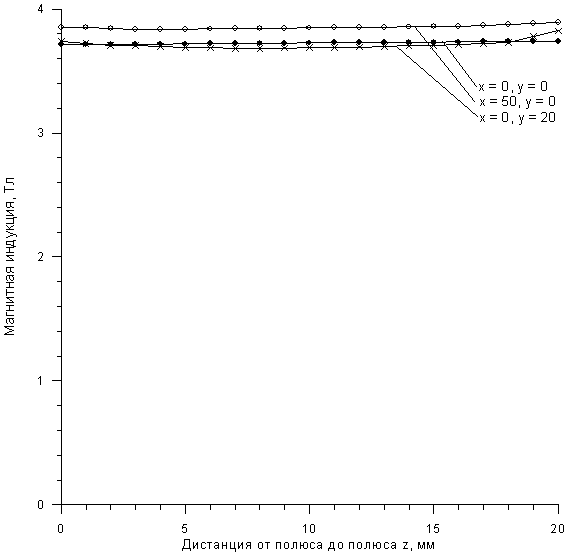 4
3
2
1
0
Магнитная индукция, Тл
x = 0, y = 0
x = 50, y = 0
x = 0, y = 20
0 5 10 15 20
Дистанция от полюса до полюса z, мм